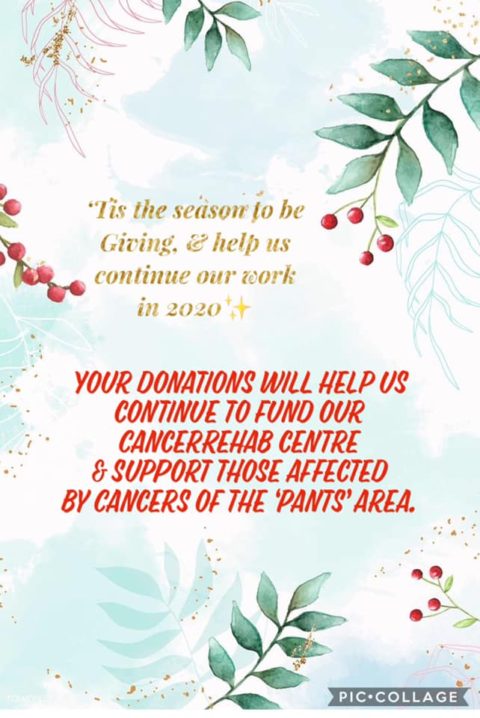 ‘Tis the season to be
Giving, & help us
continue our work
in 2020✨
YOUR DONATIONS WILL HELP US
CONTINUE TO FUND OUR
CANCERREHAB CENTRE
& SUPPORT THOSE AFFECTED
BY CANCERS OF THE ‘PANTS’ AREA.
PIC•COLLAGE